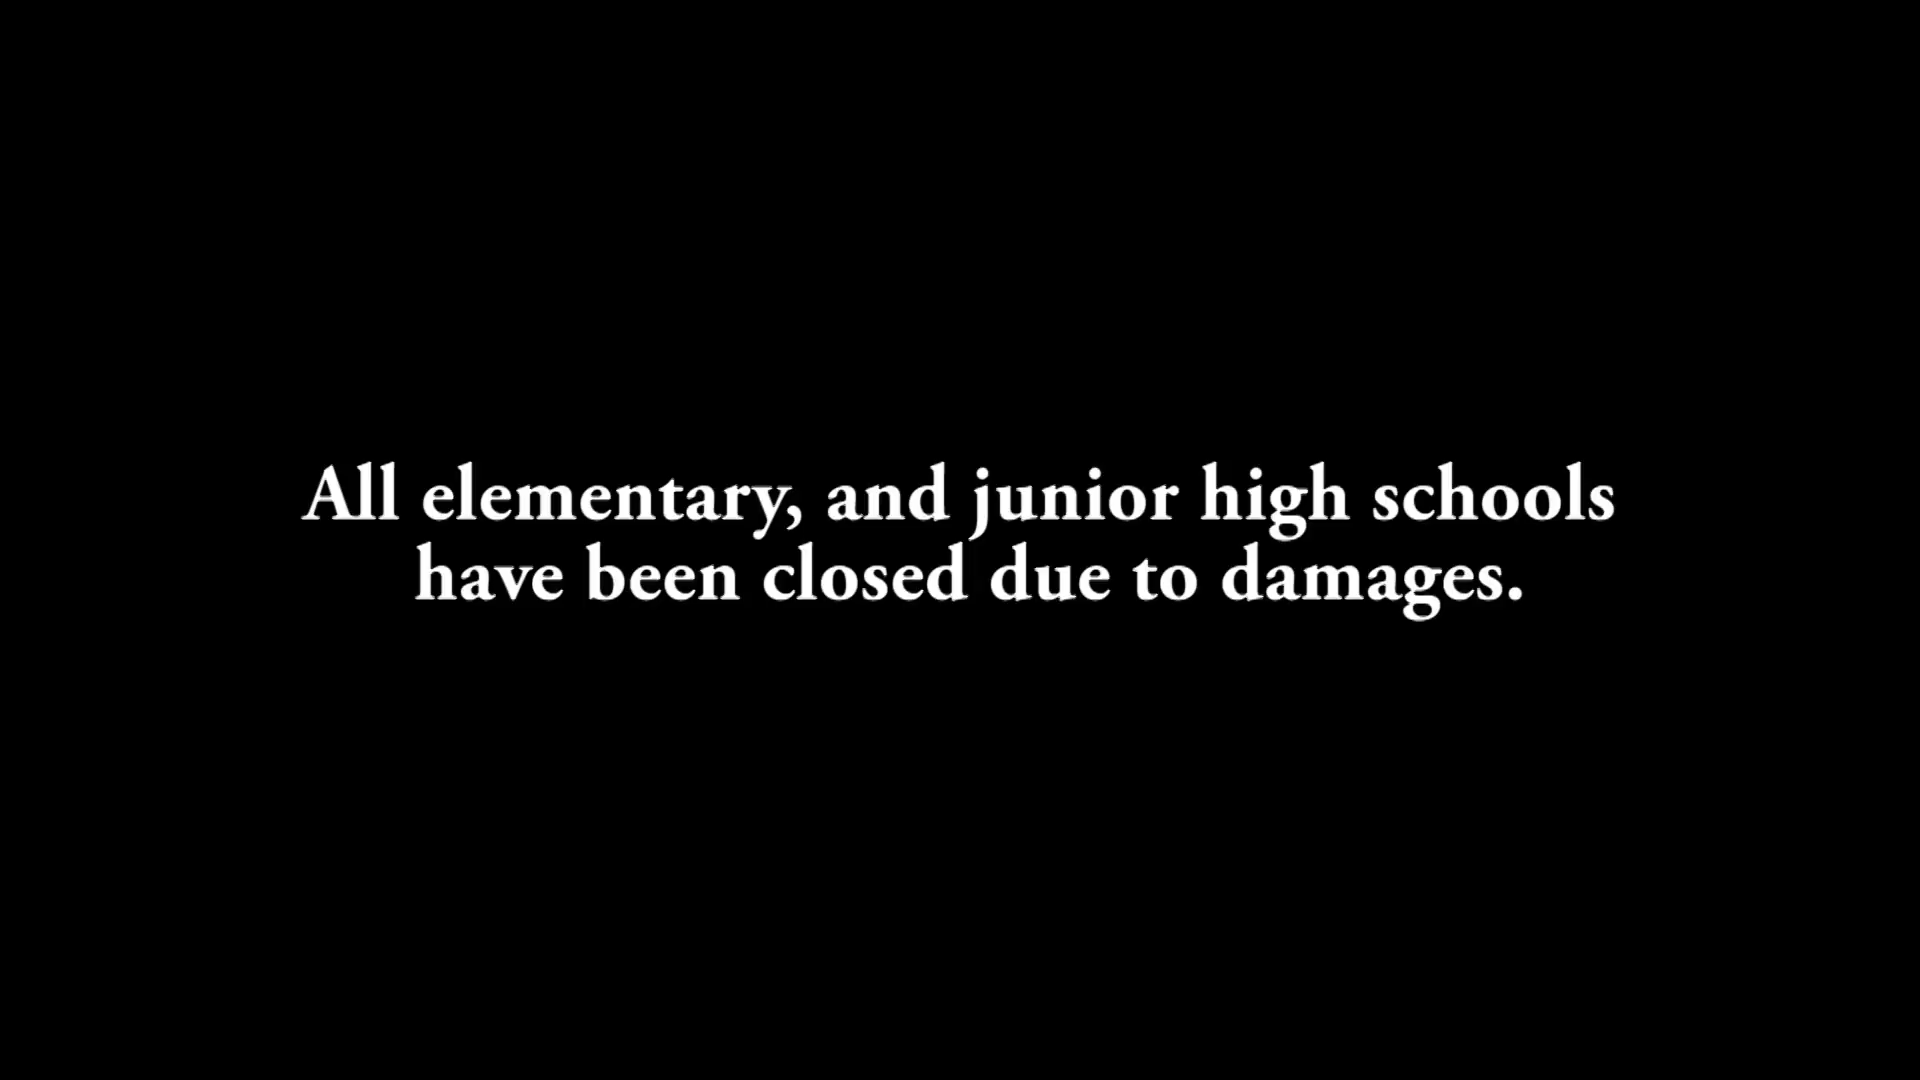 All elementary, and junior high schools
have been closed due to damages.